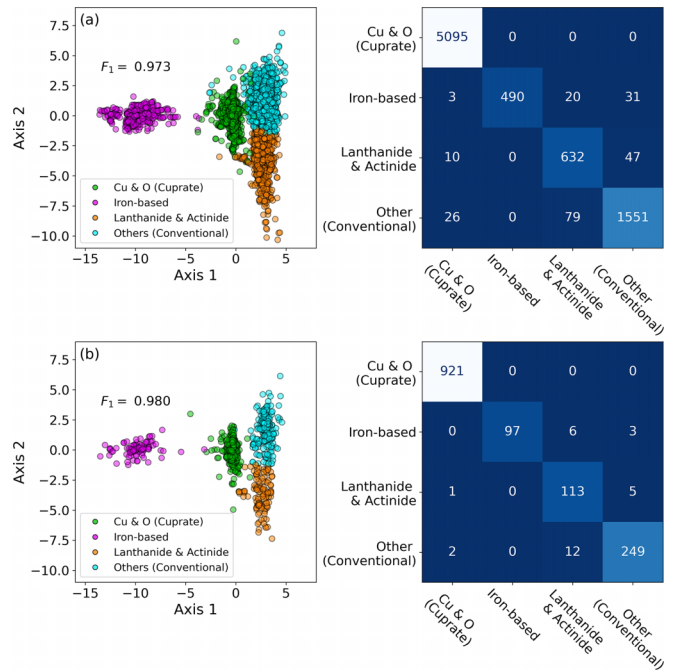 (a)
F₁ = 0.973
7.5
5.0
2.5
0.0
−2.5
−5.0
−7.5
−10.0
Axis 2
Cu & O (Cuprate)
Iron-based
Lanthanide & Actinide
Others (Conventional)
−15 −10 −5 0 5
Axis 1
Cu & O
(Cuprate)
5095 0 0 0
Iron-based
3 490 20 31
Lanthanide
& Actinide
10 0 632 47
Other
(Conventional)
26 0 79 1551
Cu & O
(Cuprate)
Iron-based
Lanthanide
& Actinide
Other
(Conventional)
(b)
F₁ = 0.980
7.5
5.0
2.5
0.0
−2.5
−5.0
−7.5
−10.0
Axis 2
Cu & O (Cuprate)
Iron-based
Lanthanide & Actinide
Others (Conventional)
−15 −10 −5 0 5
Axis 1
Cu & O
(Cuprate)
921 0 0 0
Iron-based
0 97 6 3
Lanthanide
& Actinide
1 0 113 5
Other
(Conventional)
2 0 12 249
Cu & O
(Cuprate)
Iron-based
Lanthanide
& Actinide
Other
(Conventional)